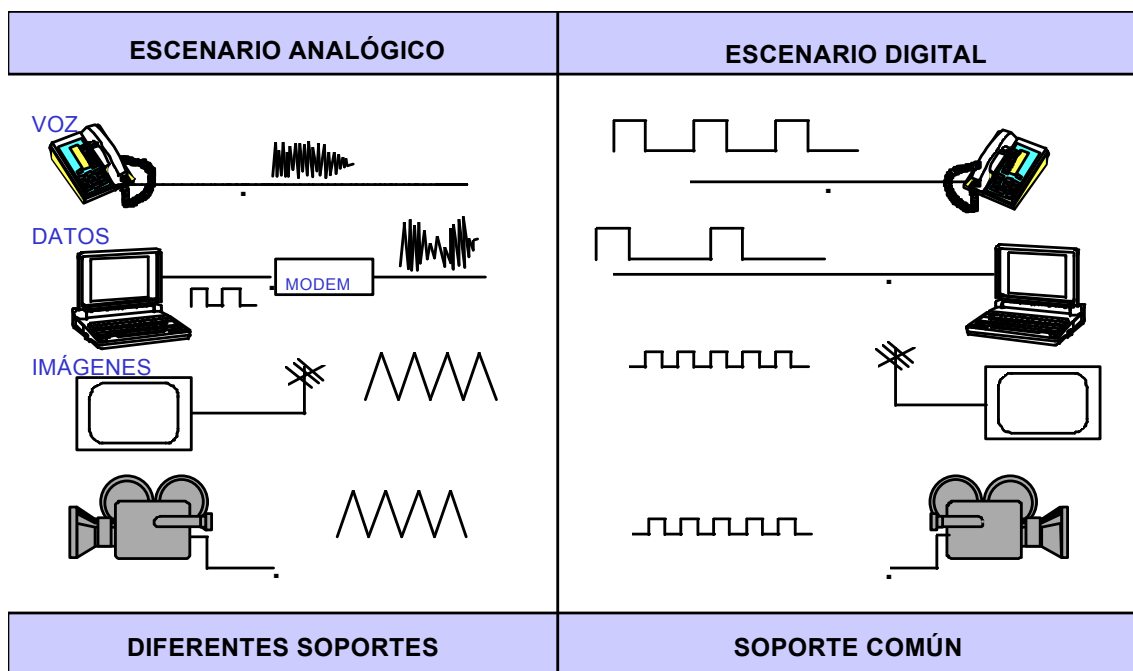 ESCENARIO ANALÓGICO
ESCENARIO DIGITAL
VOZ
DATOS
MODEM
IMÁGENES
DIFERENTES SOPORTES
SOPORTE COMÚN